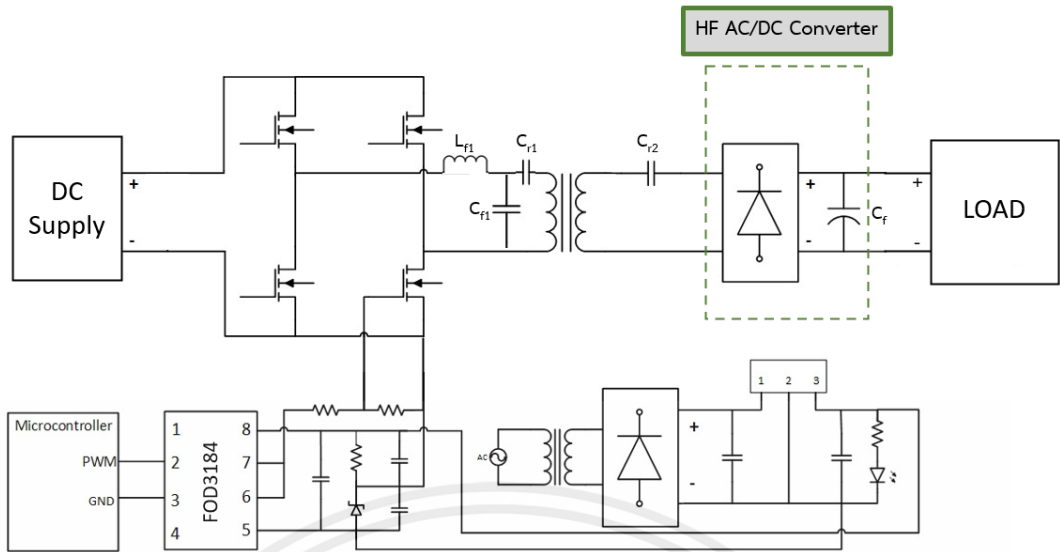 HF AC/DC Converter
DC
Supply
+
-
Lf1
Cr1
Cf1
Cr2
+
-
Cf
+
-
LOAD
Microcontroller
PWM
GND
1
2
3
4
FOD3184
8
7
6
5
AC
+
-
1 2 3